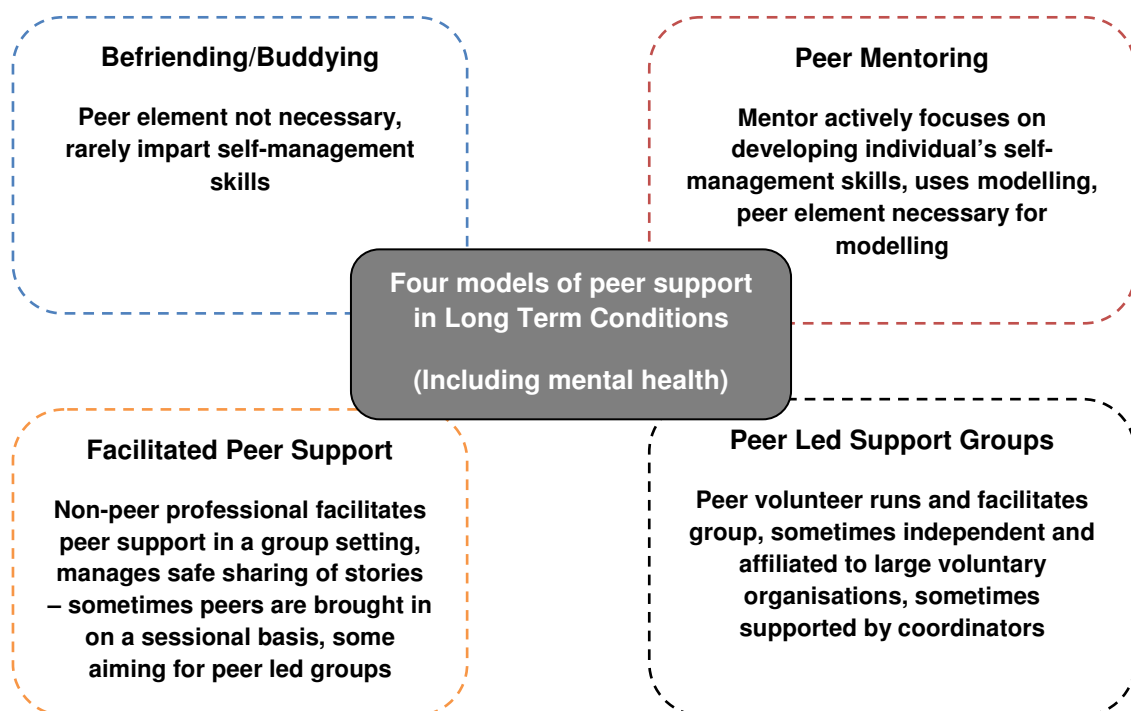 Befriending/Buddying
Peer element not necessary,
rarely impart self-management
skills
Peer Mentoring
Mentor actively focuses on
developing individual’s self-
management skills, uses modelling,
peer element necessary for
modelling
Four models of peer support
in Long Term Conditions
(Including mental health)
Facilitated Peer Support
Non-peer professional facilitates
peer support in a group setting,
manages safe sharing of stories
– sometimes peers are brought in
on a sessional basis, some
aiming for peer led groups
Peer Led Support Groups
Peer volunteer runs and facilitates
group, sometimes independent and
affiliated to large voluntary
organisations, sometimes
supported by coordinators